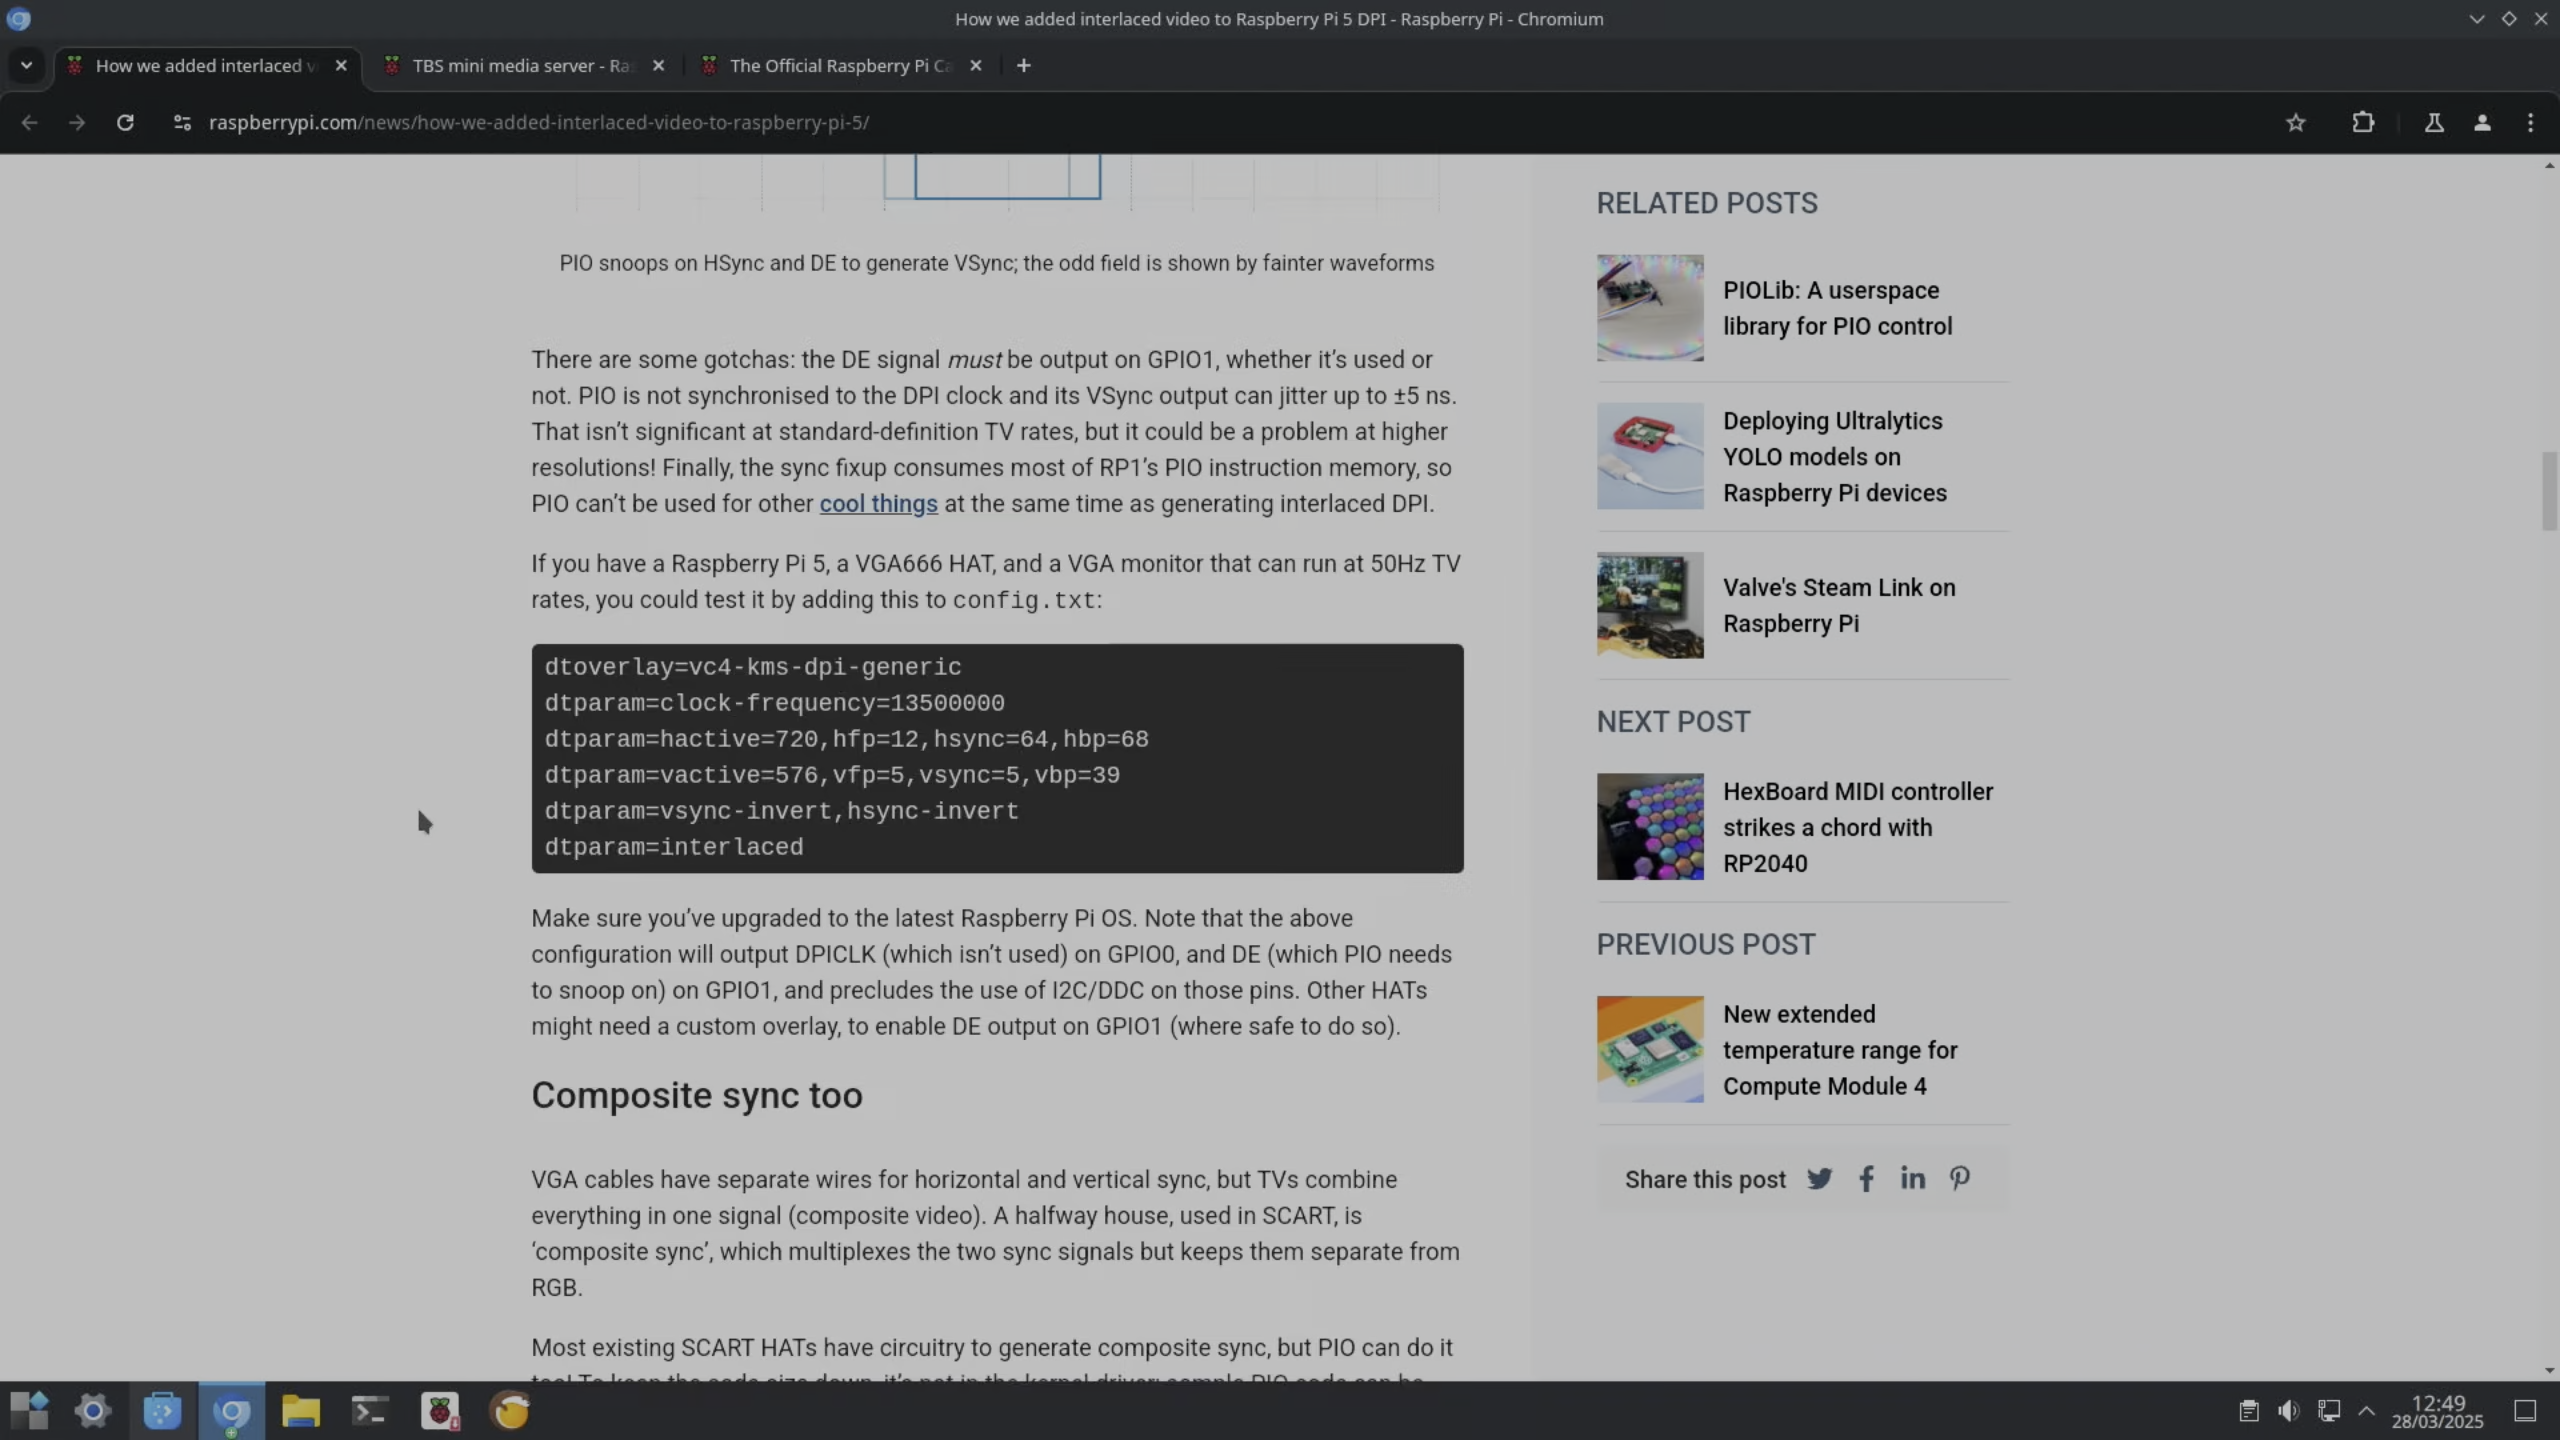 How we added interlaced video to Raspberry Pi 5 DPI - Raspberry Pi - Chromium
How we added interlaced v
TBS mini media server - Ra
The Official Raspberry Pi Ca
raspberrypi.com/news/how-we-added-interlaced-video-to-raspberry-pi-5/
PIO snoops on HSync and DE to generate VSync; the odd field is shown by fainter waveforms
There are some gotchas: the DE signal must be output on GPIO1, whether it’s used or
not. PIO is not synchronised to the DPI clock and its VSync output can jitter up to ±5 ns.
That isn’t significant at standard-definition TV rates, but it could be a problem at higher
resolutions! Finally, the sync fixup consumes most of RP1’s PIO instruction memory, so
PIO can’t be used for other cool things at the same time as generating interlaced DPI.
If you have a Raspberry Pi 5, a VGA666 HAT, and a VGA monitor that can run at 50Hz TV
rates, you could test it by adding this to config.txt:
dtoverlay=vc4-kms-dpi-generic
dtparam=clock-frequency=13500000
dtparam=hactive=720,hfp=12,hsync=64,hbp=68
dtparam=vactive=576,vfp=5,vsync=5,vbp=39
dtparam=vsync-invert,hsync-invert
dtparam=interlaced
Make sure you’ve upgraded to the latest Raspberry Pi OS. Note that the above
configuration will output DPICLK (which isn’t used) on GPIO0, and DE (which PIO needs
to snoop on) on GPIO1, and precludes the use of I2C/DDC on those pins. Other HATs
might need a custom overlay, to enable DE output on GPIO1 (where safe to do so).
Composite sync too
VGA cables have separate wires for horizontal and vertical sync, but TVs combine
everything in one signal (composite video). A halfway house, used in SCART, is
‘composite sync’, which multiplexes the two sync signals but keeps them separate from
RGB.
Most existing SCART HATs have circuitry to generate composite sync, but PIO can do it
too! To keep the code size down, it’s not in the kernel driver; sample PIO code can be
RELATED POSTS
PIOLib: A userspace
library for PIO control
Deploying Ultralytics
YOLO models on
Raspberry Pi devices
Valve's Steam Link on
Raspberry Pi
NEXT POST
HexBoard MIDI controller
strikes a chord with
RP2040
PREVIOUS POST
New extended
temperature range for
Compute Module 4
Share this post
12:49
28/03/2025